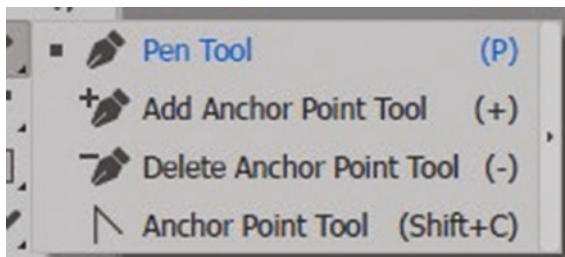 Pen Tool (P)
Add Anchor Point Tool (+)
Delete Anchor Point Tool (-)
Anchor Point Tool (Shift+C)